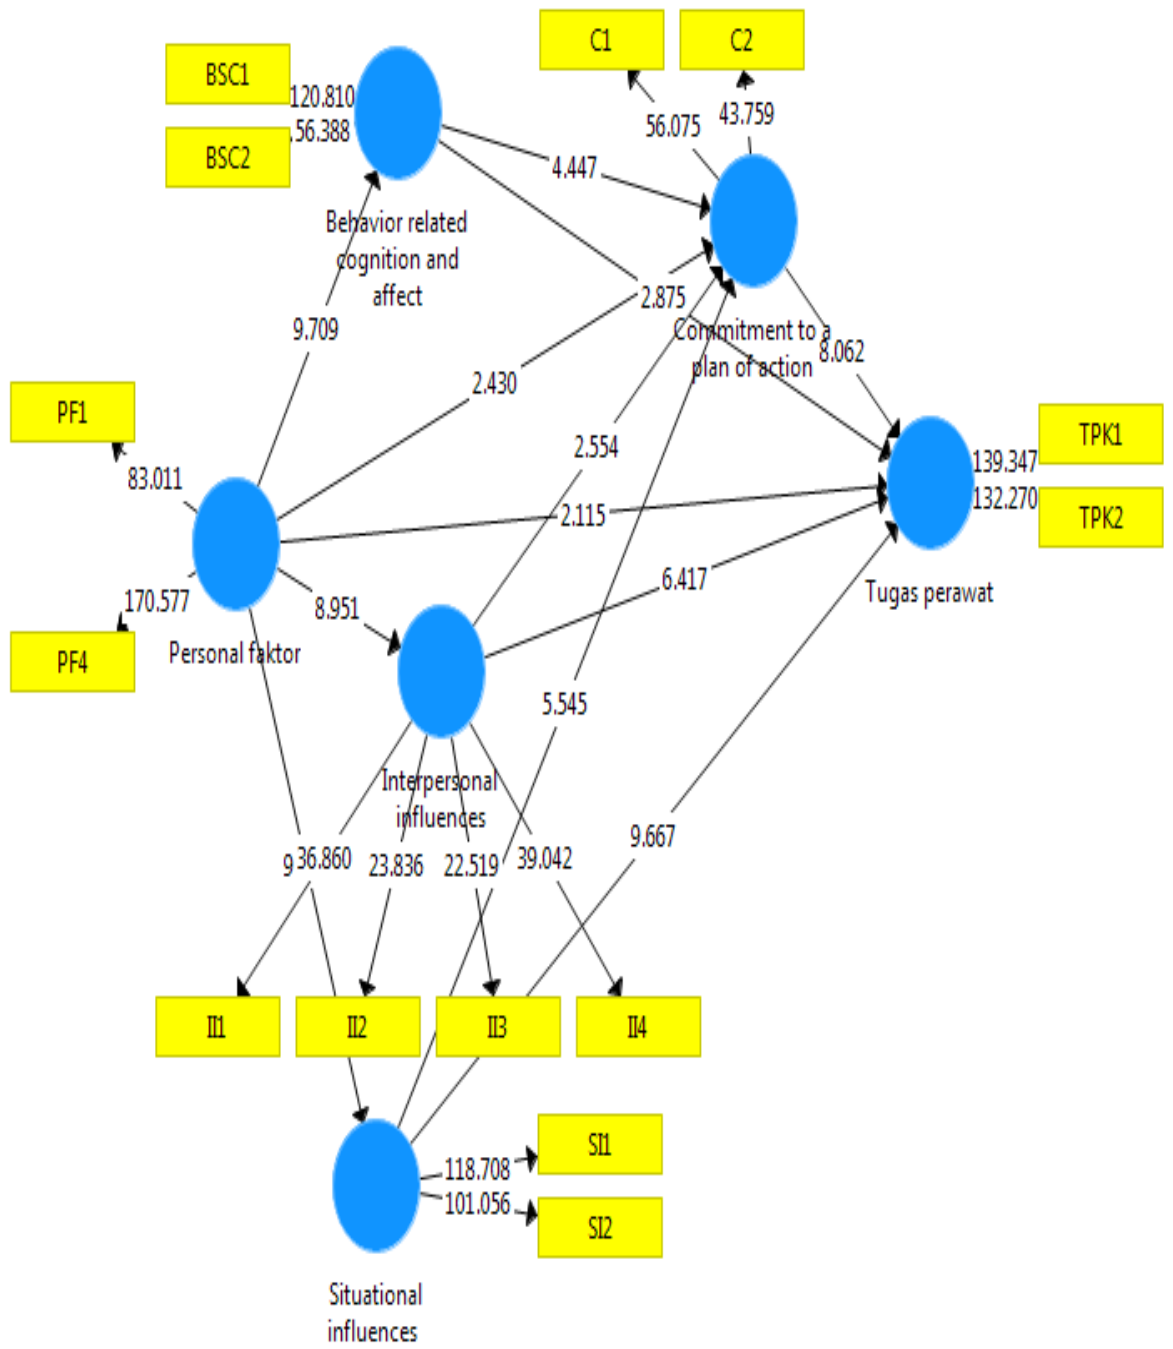 C1
C2
BSC1
BSC2
120.810
56.388
56.075
43.759
4.447
Behavior related
cognition and
affect
9.709
2.875
Commitment to a
plan of action
8.062
2.430
PF1
83.011
2.554
TPK1
139.347
132.270
TPK2
2.115
170.577
8.951
6.417
Tugas perawat
PF4
Personal faktor
5.545
Interpersonal
influences
9
36.860
23.836
22.519
39.042
9.667
II1
II2
II3
II4
118.708
101.056
SI1
SI2
Situational
influences